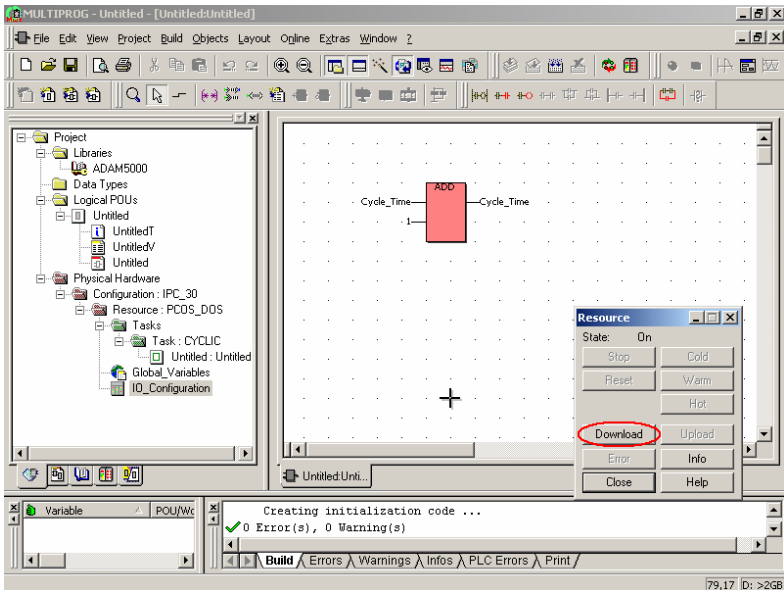 MULTIPROG - Untitled - [Untitled:Untitled]
File Edit View Project Build Objects Layout Online Extras Window ?
Project
Libraries
ADAM5000
Data Types
Logical POUs
Untitled
UntitledT
UntitledV
Untitled
Physical Hardware
Configuration : IPC_30
Resource : PCOS_DOS
Tasks
Task : CYCLIC
Untitled : Untitled
Global_Variables
IO_Configuration
ADD
Cycle_Time
Cycle_Time
1
Untitled:Unti...
Resource
State: On
Stop Cold
Reset Warm
Hot
Download Upload
Error Info
Close Help
Variable POU/Wo
Creating initialization code ...
0 Error(s), 0 Warning(s)
Build Errors Warnings Infos PLC Errors Print
79,17 D: >2GB